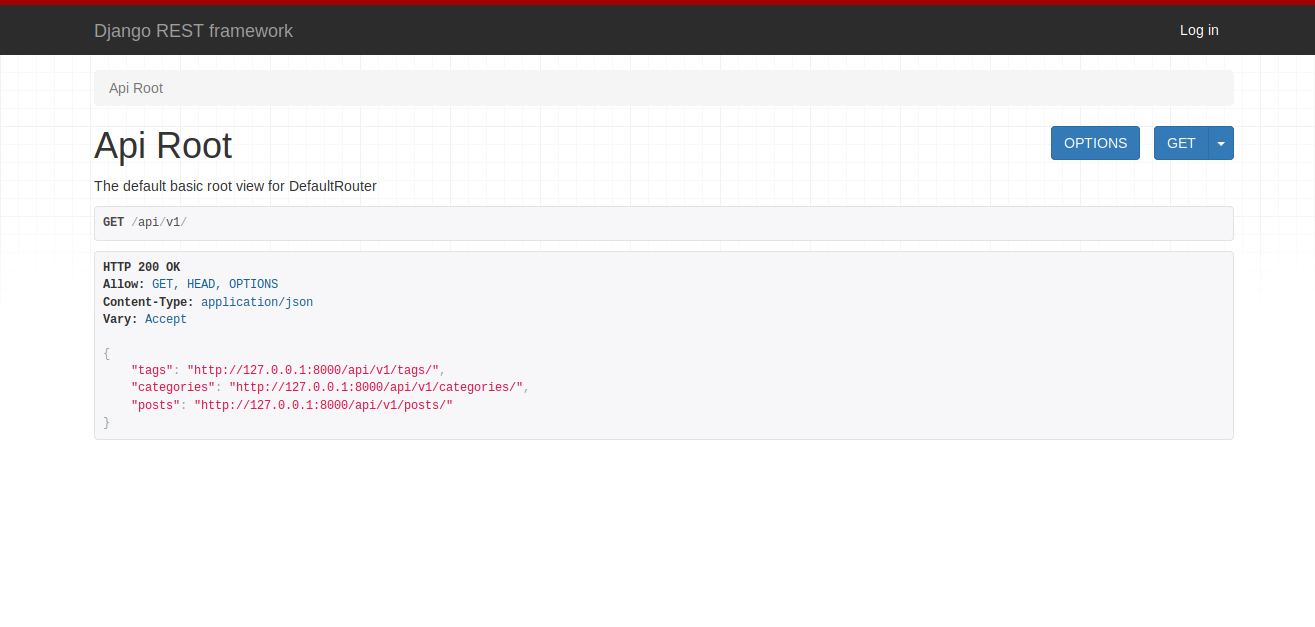 Django REST framework
Log in
Api Root
Api Root
OPTIONS
GET
The default basic root view for DefaultRouter
GET /api/v1/
HTTP 200 OK
Allow: GET, HEAD, OPTIONS
Content-Type: application/json
Vary: Accept
{
    "tags": "http://127.0.0.1:8000/api/v1/tags/",
    "categories": "http://127.0.0.1:8000/api/v1/categories/",
    "posts": "http://127.0.0.1:8000/api/v1/posts/"
}